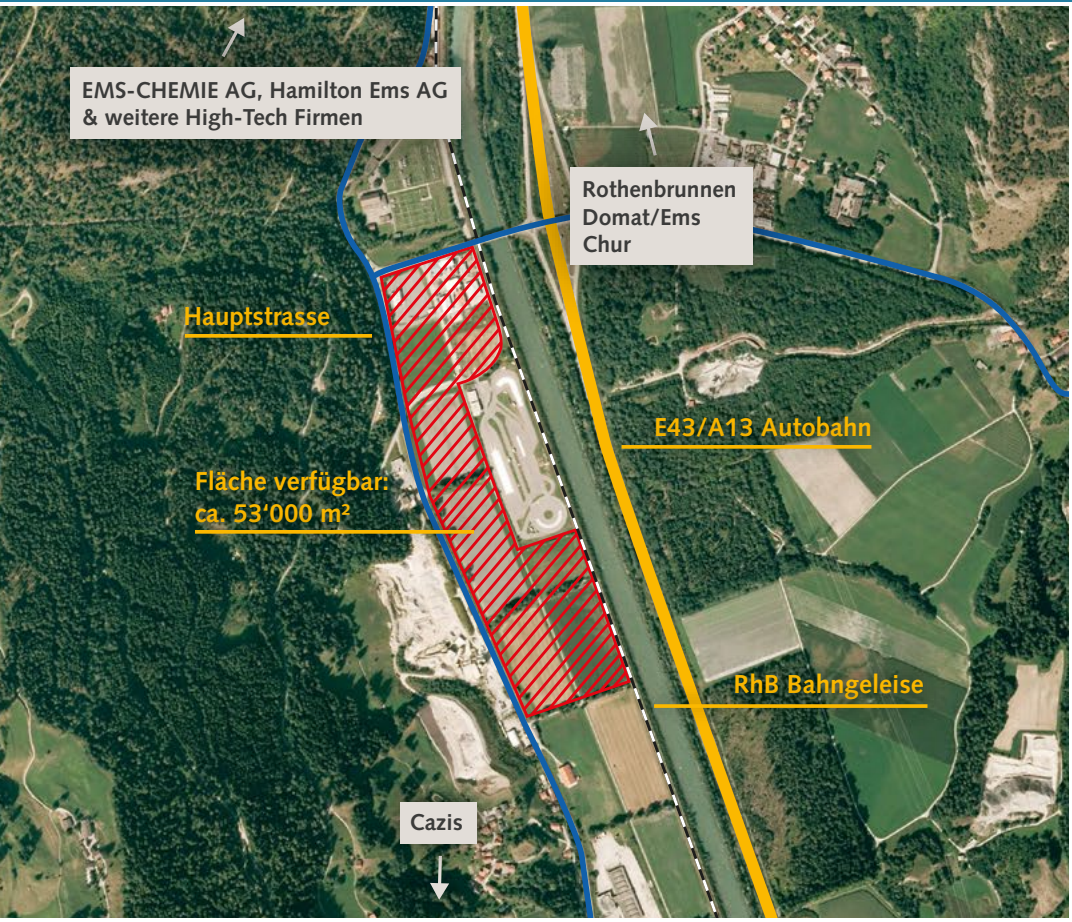 EMS-CHEMIE AG, Hamilton Ems AG
& weitere High-Tech Firmen
Rothenbrunnen
Domat/Ems
Chur
Hauptstrasse
E43/A13 Autobahn
Fläche verfügbar:
ca. 53‘000 m²
RhB Bahngeleise
Cazis